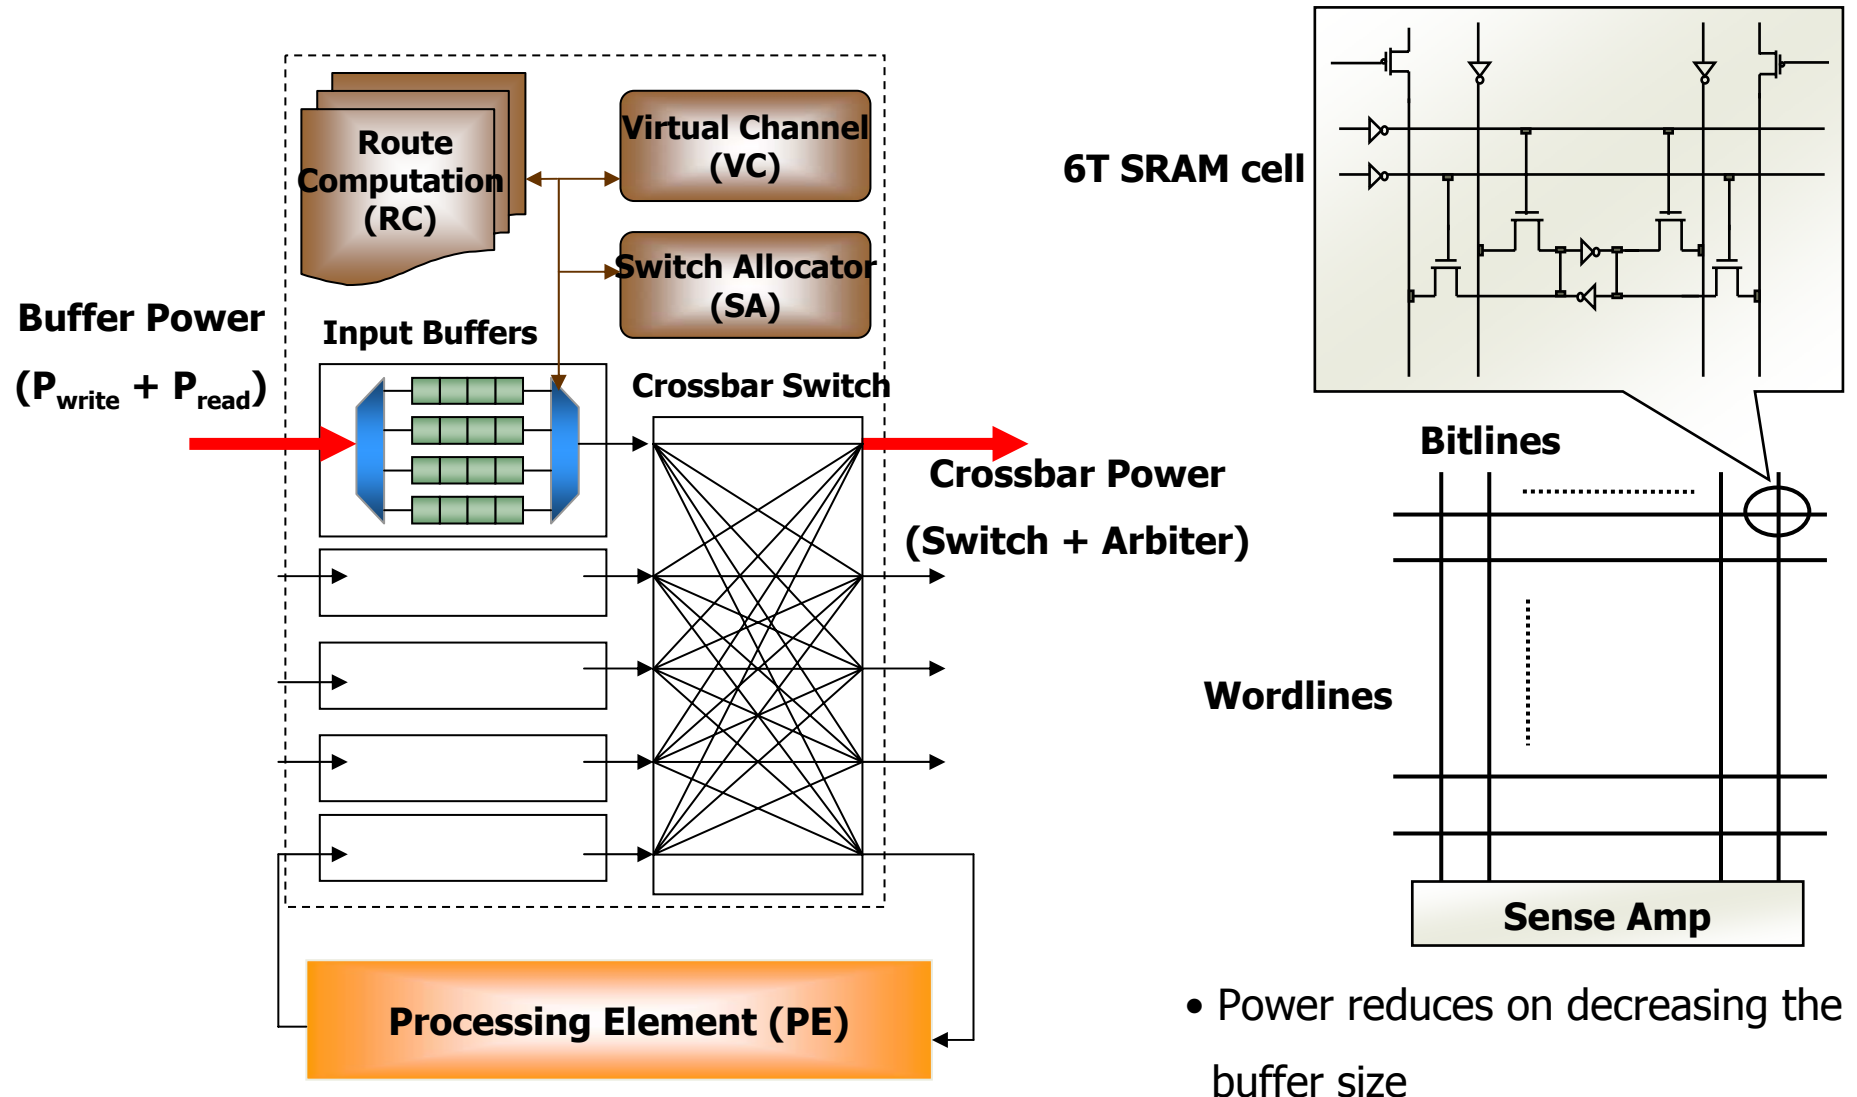 Route
Computation
(RC)
Virtual Channel
(VC)
Switch Allocator
(SA)
Buffer Power
(Pwrite + Pread)
Input Buffers
Crossbar Switch
Crossbar Power
(Switch + Arbiter)
Processing Element (PE)
6T SRAM cell
Bitlines
Wordlines
Sense Amp
• Power reduces on decreasing the
buffer size